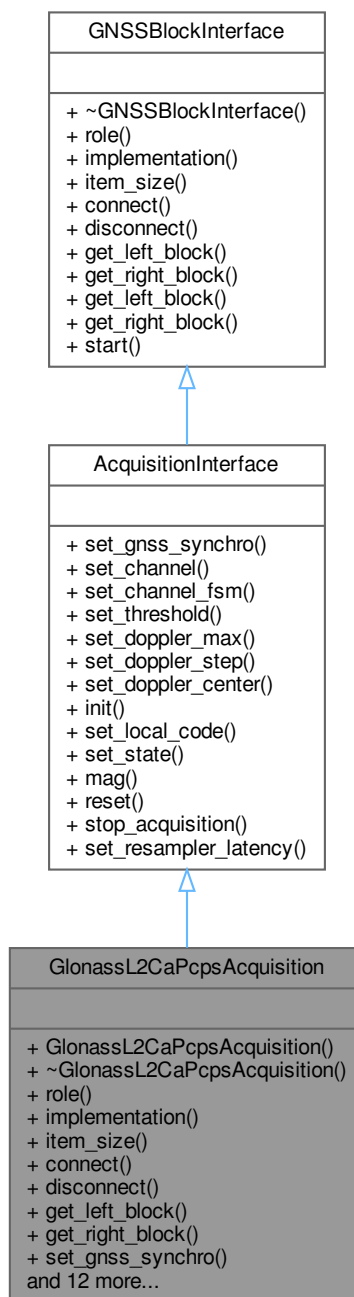 GNSSBlockInterface
+ ~GNSSBlockInterface()
+ role()
+ implementation()
+ item_size()
+ connect()
+ disconnect()
+ get_left_block()
+ get_right_block()
+ get_left_block()
+ get_right_block()
+ start()
AcquisitionInterface
+ set_gnss_synchro()
+ set_channel()
+ set_channel_fsm()
+ set_threshold()
+ set_doppler_max()
+ set_doppler_step()
+ set_doppler_center()
+ init()
+ set_local_code()
+ set_state()
+ mag()
+ reset()
+ stop_acquisition()
+ set_resampler_latency()
GlonassL2CaPcpsAcquisition
+ GlonassL2CaPcpsAcquisition()
+ ~GlonassL2CaPcpsAcquisition()
+ role()
+ implementation()
+ item_size()
+ connect()
+ disconnect()
+ get_left_block()
+ get_right_block()
+ set_gnss_synchro()
and 12 more...